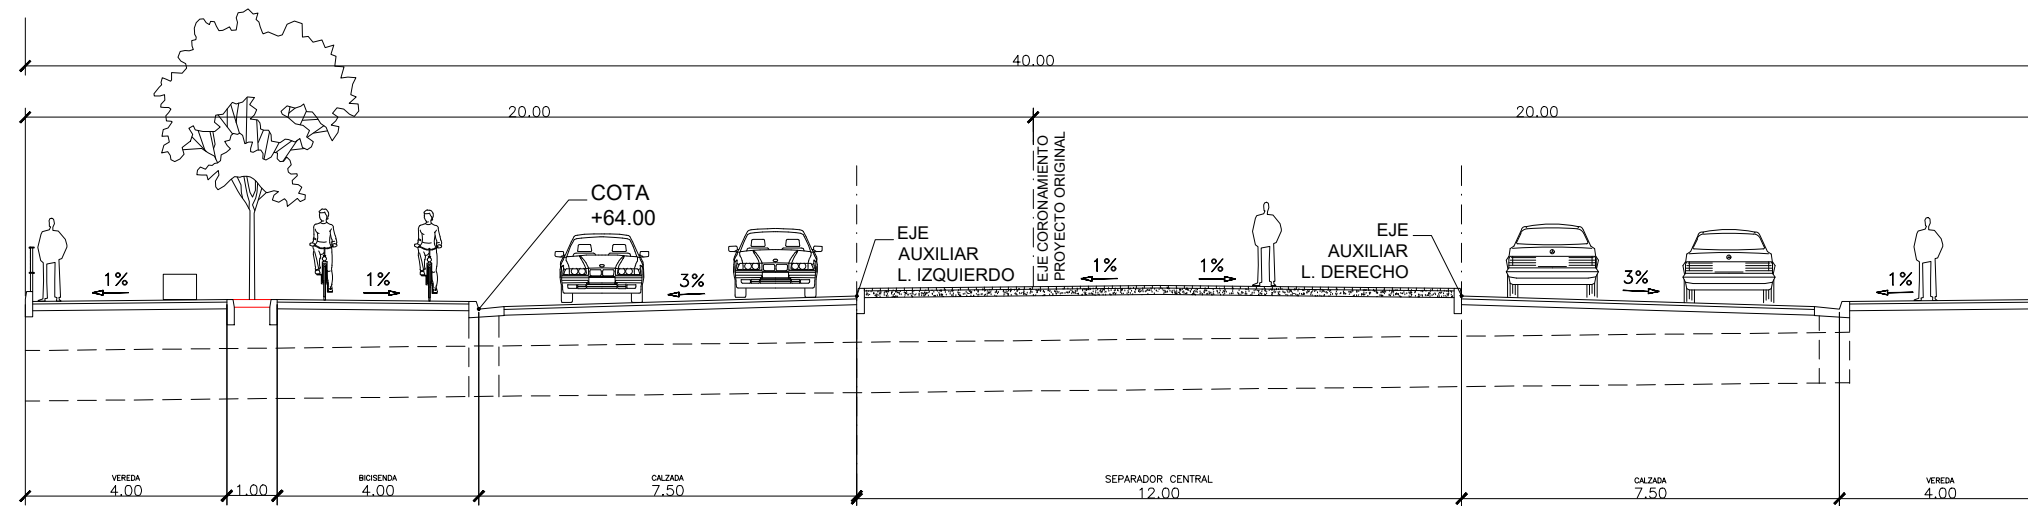 40.00
20.00
20.00
EJE CORONAMIENTO
PROYECTO ORIGINAL
COTA
+64.00
EJE
AUXILIAR
L. IZQUIERDO
EJE
AUXILIAR
L. DERECHO
1%
1%
3%
1%
1%
3%
1%
VEREDA
4.00
1.00
BICISENDA
4.00
CALZADA
7.50
SEPARADOR CENTRAL
12.00
CALZADA
7.50
VEREDA
4.00